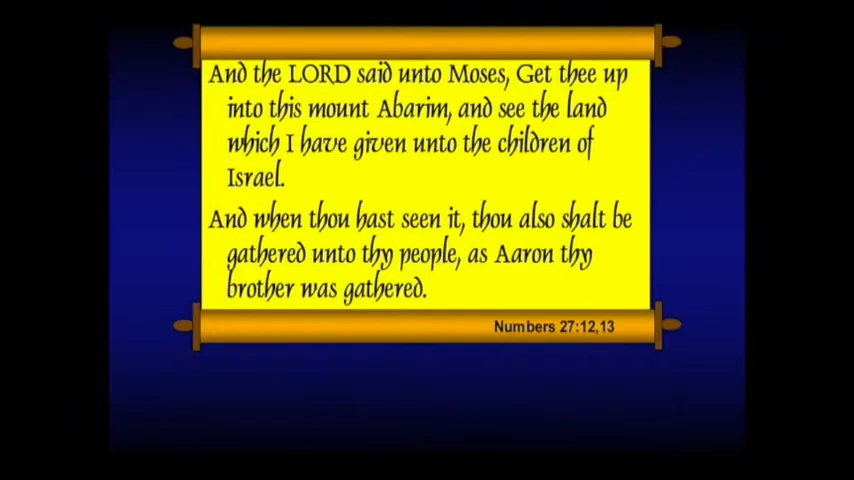 And the LORD said unto Moses, Get thee up
into this mount Abarim, and see the land
which I have given unto the children of
Israel.
And when thou hast seen it, thou also shalt be
gathered unto thy people, as Aaron thy
brother was gathered.
Numbers 27:12,13